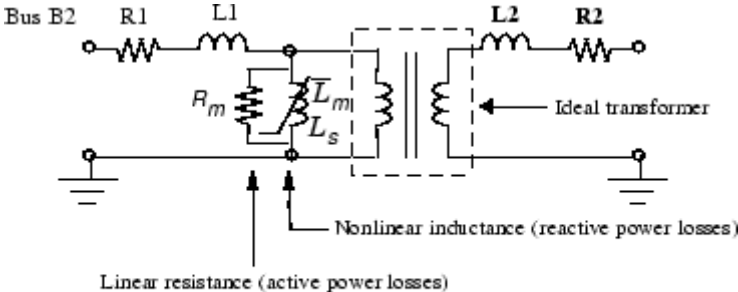 Bus B2
R1
L1
L2
R2
Rm
Lm
Ls
Ideal transformer
Nonlinear inductance (reactive power losses)
Linear resistance (active power losses)